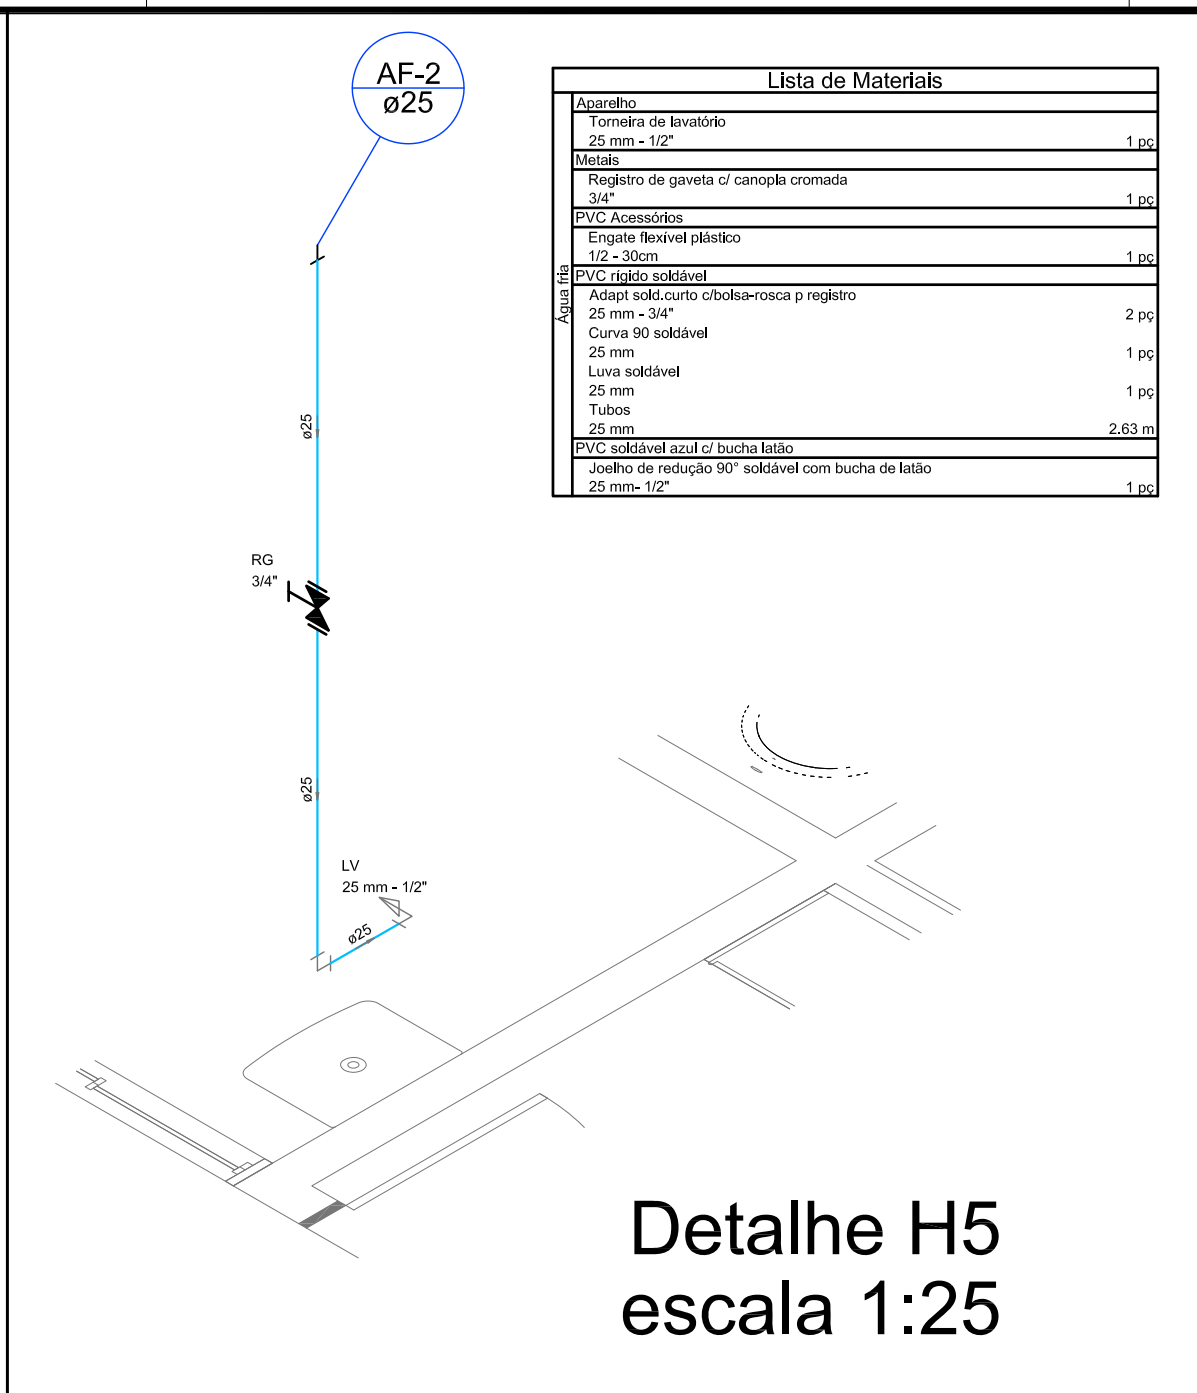 AF-2
ø25
Lista de Materiais
Água fria
Aparelho
Torneira de lavatório
25 mm - 1/2" 1 pç
Metais
Registro de gaveta c/ canopla cromada
3/4" 1 pç
PVC Acessórios
Engate flexível plástico
1/2 - 30cm 1 pç
PVC rígido soldável
Adapt sold.curto c/bolsa-rosca p registro
25 mm - 3/4" 2 pç
Curva 90 soldável
25 mm 1 pç
Luva soldável
25 mm 1 pç
Tubos
25 mm 2.63 m
PVC soldável azul c/ bucha latão
Joelho de redução 90° soldável com bucha de latão
25 mm- 1/2" 1 pç
ø25
RG
3/4"
ø25
LV
25 mm - 1/2"
ø25
Detalhe H5
escala 1:25